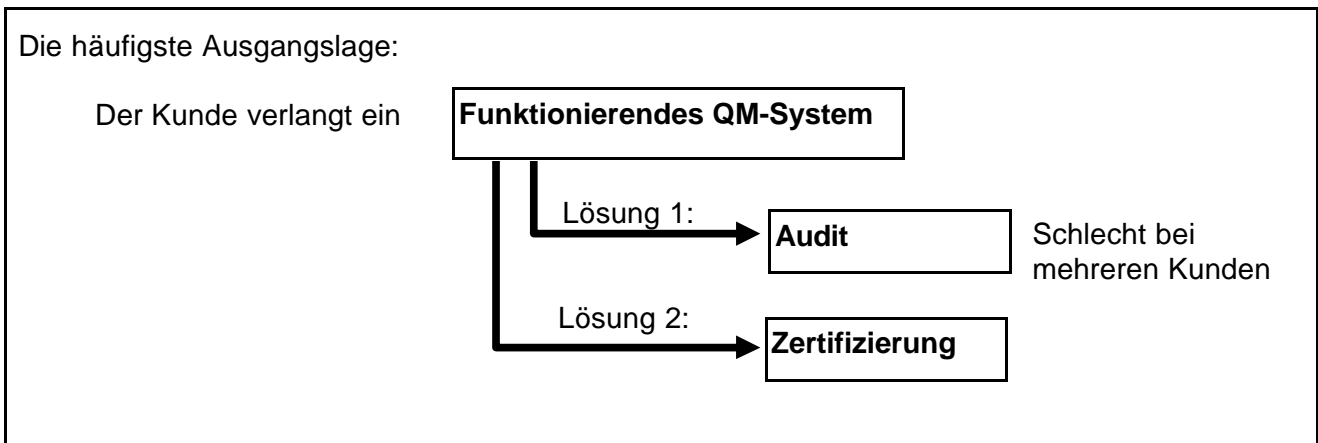 Die häufigste Ausgangslage:
Der Kunde verlangt ein
Funktionierendes QM-System
Lösung 1:
Audit
Schlecht bei
mehreren Kunden
Lösung 2:
Zertifizierung